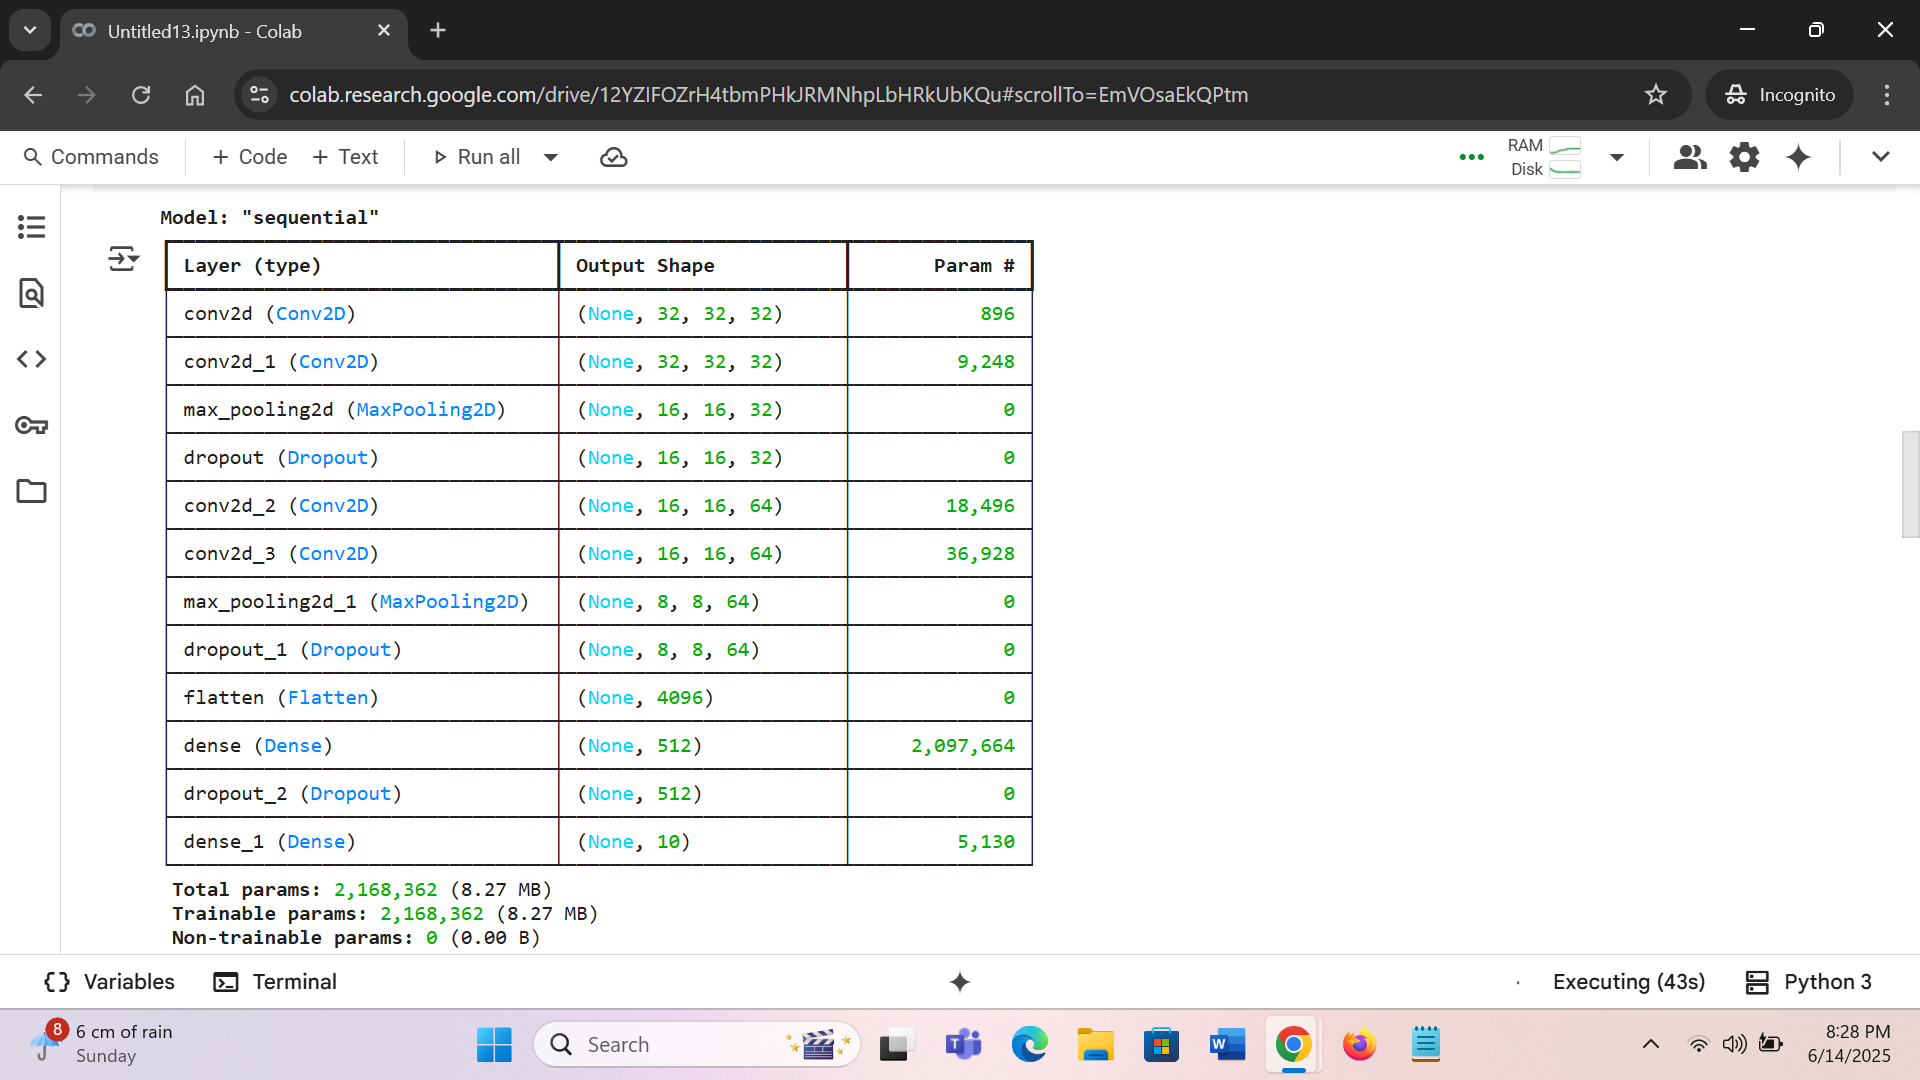 Untitled13.ipynb - Colab
colab.research.google.com/drive/12YZIFOZrH4tbmPHkJRMNhpLbHRkUbKQu#scrollTo=EmVOsaEkQPtm
Incognito
Commands + Code + Text Run all
RAM
Disk
Model: "sequential"
Layer (type) Output Shape Param #
conv2d (Conv2D) (None, 32, 32, 32) 896
conv2d_1 (Conv2D) (None, 32, 32, 32) 9,248
max_pooling2d (MaxPooling2D) (None, 16, 16, 32) 0
dropout (Dropout) (None, 16, 16, 32) 0
conv2d_2 (Conv2D) (None, 16, 16, 64) 18,496
conv2d_3 (Conv2D) (None, 16, 16, 64) 36,928
max_pooling2d_1 (MaxPooling2D) (None, 8, 8, 64) 0
dropout_1 (Dropout) (None, 8, 8, 64) 0
flatten (Flatten) (None, 4096) 0
dense (Dense) (None, 512) 2,097,664
dropout_2 (Dropout) (None, 512) 0
dense_1 (Dense) (None, 10) 5,130
Total params: 2,168,362 (8.27 MB)
Trainable params: 2,168,362 (8.27 MB)
Non-trainable params: 0 (0.00 B)
{} Variables Terminal Executing (43s) Python 3
8 6 cm of rain
Sunday
Search
8:28 PM
6/14/2025